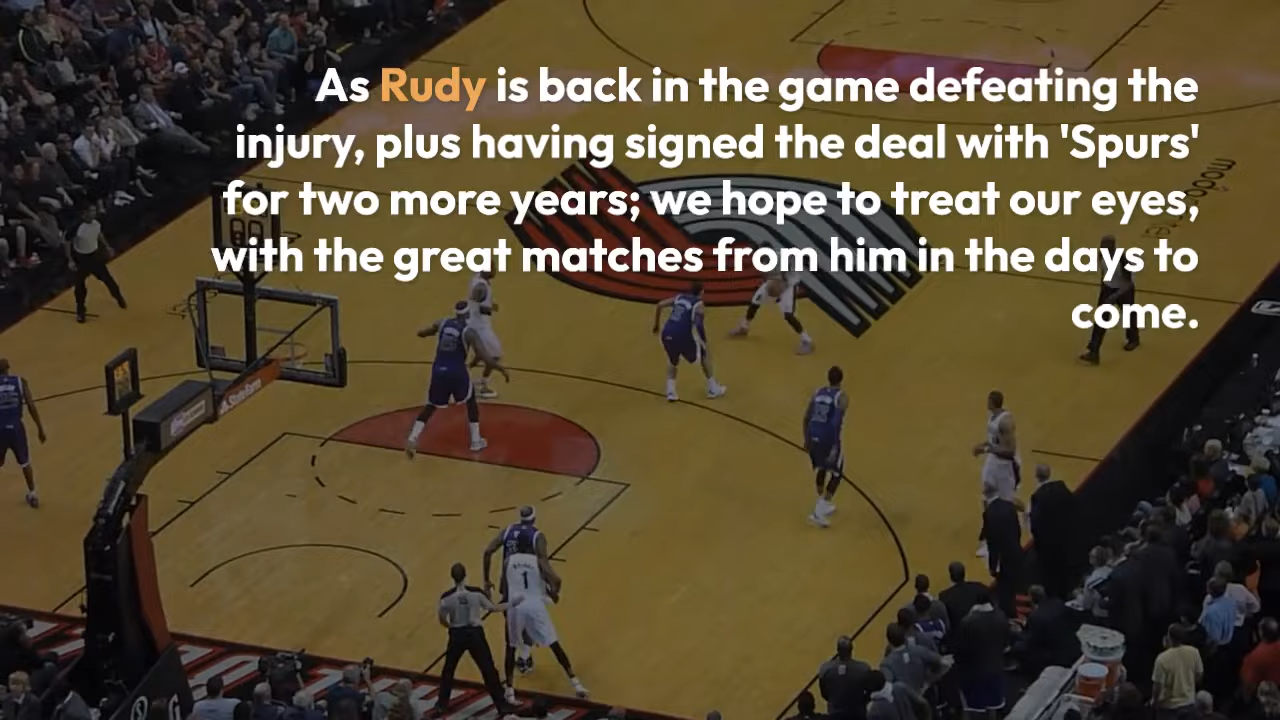 As Rudy is back in the game defeating the
injury, plus having signed the deal with 'Spurs'
for two more years; we hope to treat our eyes,
with the great matches from him in the days to
come.
1